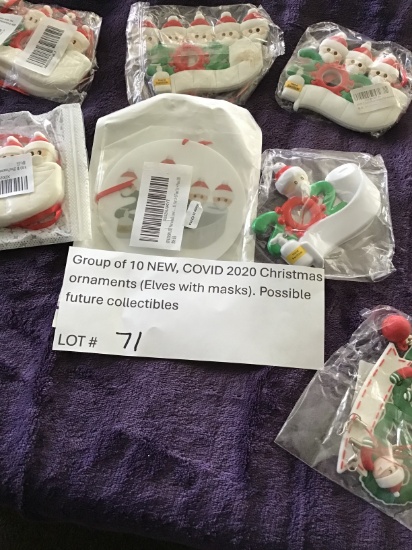 Group of 10 NEW, COVID 2020 Christmas
ornaments (Elves with masks). Possible
future collectibles
LOT # 71